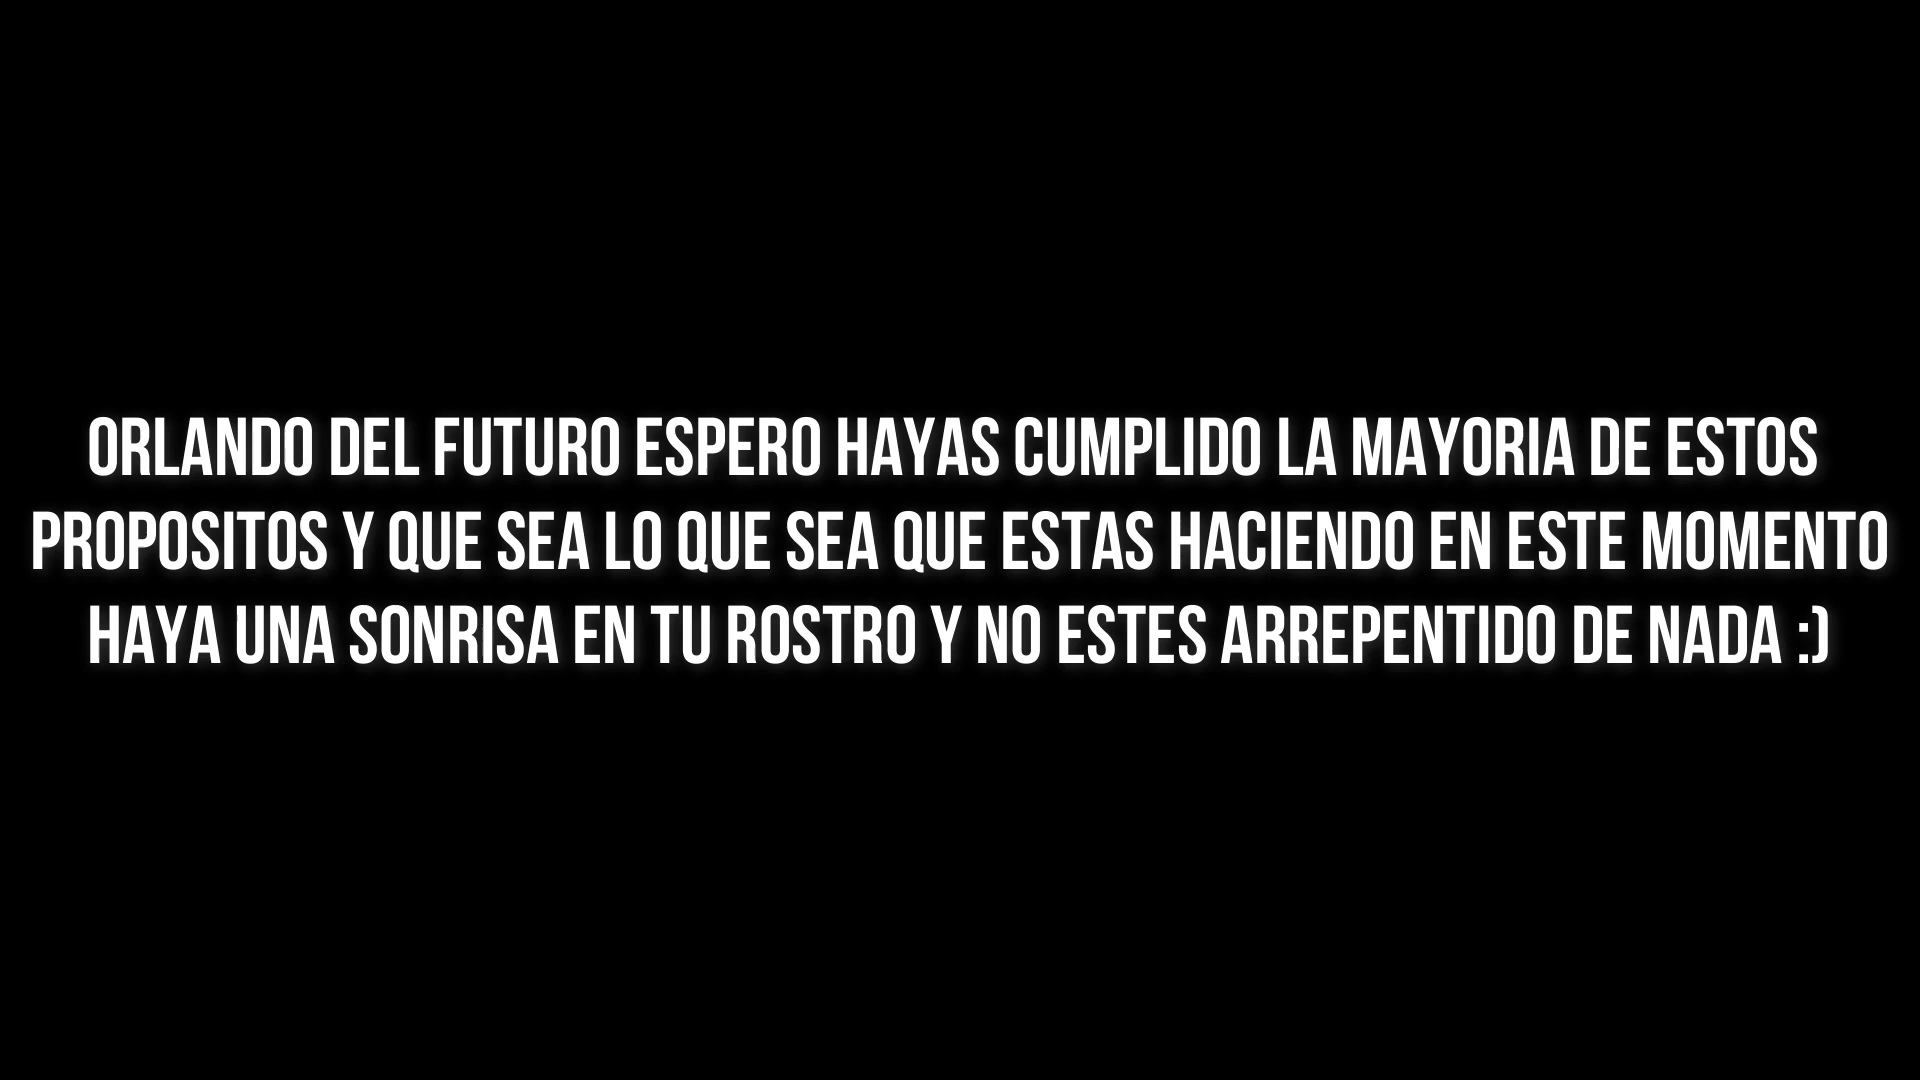 ORLANDO DEL FUTURO ESPERO HAYAS CUMPLIDO LA MAYORIA DE ESTOS
PROPOSITOS Y QUE SEA LO QUE SEA QUE ESTAS HACIENDO EN ESTE MOMENTO
HAYA UNA SONRISA EN TU ROSTRO Y NO ESTES ARREPENTIDO DE NADA :)